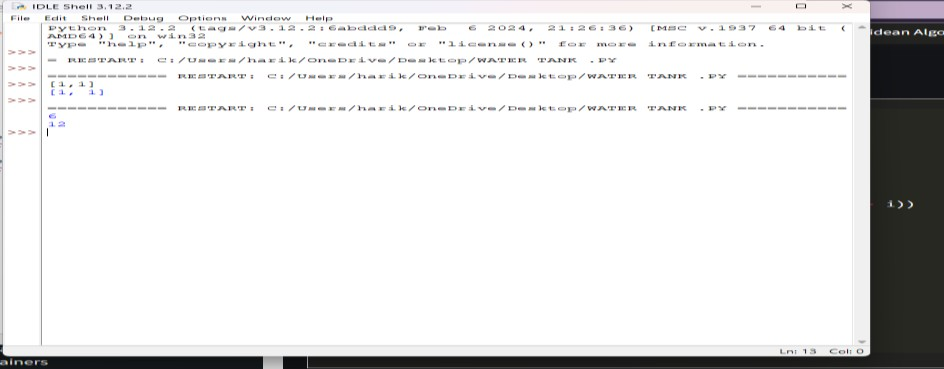 IDLE Shell 3.12.2
File Edit Shell Debug Options Window Help
Python 3.12.2 (tags/v3.12.2:6abddd9, Feb 6 2024, 21:26:36) [MSC v.1937 64 bit (
AMD64)] on win32
Type "help", "copyright", "credits" or "license()" for more information.
>>>
= RESTART: C:/Users/harik/OneDrive/Desktop/WATER TANK .PY
>>>
============ RESTART: C:/Users/harik/OneDrive/Desktop/WATER TANK .PY ===========
[1,1]
[1, 1]
>>>
============ RESTART: C:/Users/harik/OneDrive/Desktop/WATER TANK .PY ===========
6
12
>>>
Ln: 13 Col: 0
idean Algo
i))
ainers